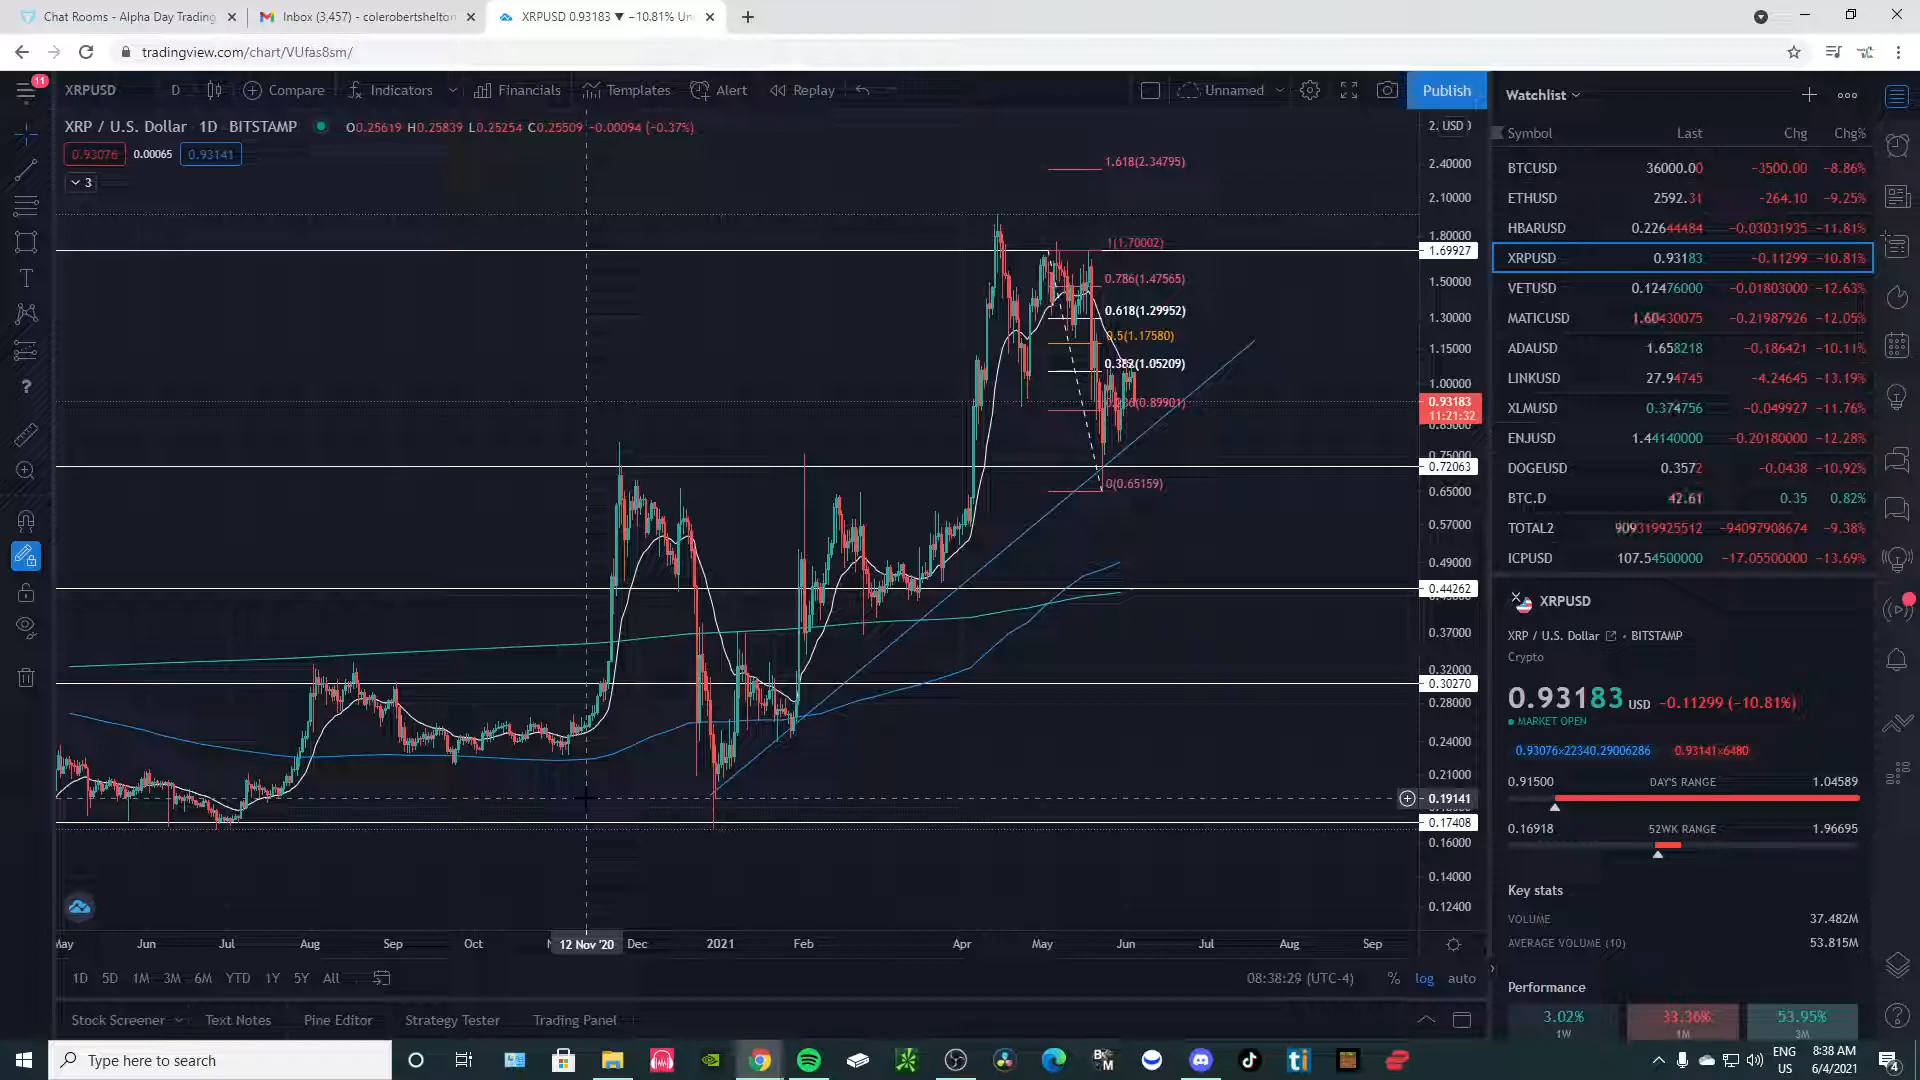 Chat Rooms - Alpha Day Trading
Inbox (3,457) - colerobertshelton
XRPUSD 0.93183 ▼ −10.81% Un
tradingview.com/chart/VUfas8sm/
11
XRPUSD D Compare Indicators Financials Templates Alert Replay Unnamed Publish
XRP / U.S. Dollar 1D BITSTAMP O0.25619 H0.25839 L0.25254 C0.25509 −0.00094 (−0.37%)
0.93076 0.00065 0.93141
3
1.618(2.34795)
1(1.70002)
0.786(1.47565)
0.618(1.29952)
0.5(1.17580)
0.382(1.05209)
0.236(0.89901)
0(0.65159)
USD
2.40000
2.10000
1.80000
1.69927
1.50000
1.30000
1.15000
1.00000
0.93183
11:21:32
0.85000
0.75000
0.72063
0.65000
0.57000
0.49000
0.44262
0.37000
0.32000
0.30270
0.28000
0.24000
0.21000
0.19141
0.17408
0.16000
0.14000
0.12400
May Jun Jul Aug Sep Oct 12 Nov '20 Dec 2021 Feb Apr May Jun Jul Aug Sep
1D 5D 1M 3M 6M YTD 1Y 5Y All 08:38:29 (UTC-4) % log auto
Stock Screener Text Notes Pine Editor Strategy Tester Trading Panel
Watchlist
Symbol Last Chg Chg%
BTCUSD 36000.00 −3500.00 −8.86%
ETHUSD 2592.31 −264.10 −9.25%
HBARUSD 0.22644484 −0.03031935 −11.81%
XRPUSD 0.93183 −0.11299 −10.81%
VETUSD 0.12476000 −0.01803000 −12.63%
MATICUSD 1.60430075 −0.21987926 −12.05%
ADAUSD 1.658218 −0.186421 −10.11%
LINKUSD 27.94745 −4.24645 −13.19%
XLMUSD 0.374756 −0.049927 −11.76%
ENJUSD 1.44140000 −0.20180000 −12.28%
DOGEUSD 0.3572 −0.0438 −10.92%
BTC.D 42.61 0.35 0.82%
TOTAL2 909319925512 −94097908674 −9.38%
ICPUSD 107.54500000 −17.05500000 −13.69%
XRPUSD
XRP / U.S. Dollar • BITSTAMP
Crypto
0.93183 USD −0.11299 (−10.81%)
MARKET OPEN
0.93076×22340.29006286 0.93141×6480
0.91500 DAY'S RANGE 1.04589
0.16918 52WK RANGE 1.96695
Key stats
VOLUME 37.482M
AVERAGE VOLUME (10) 53.815M
Performance
3.02% 33.36% 53.95%
1W 1M 3M
Type here to search
ENG
US
8:38 AM
6/4/2021
4